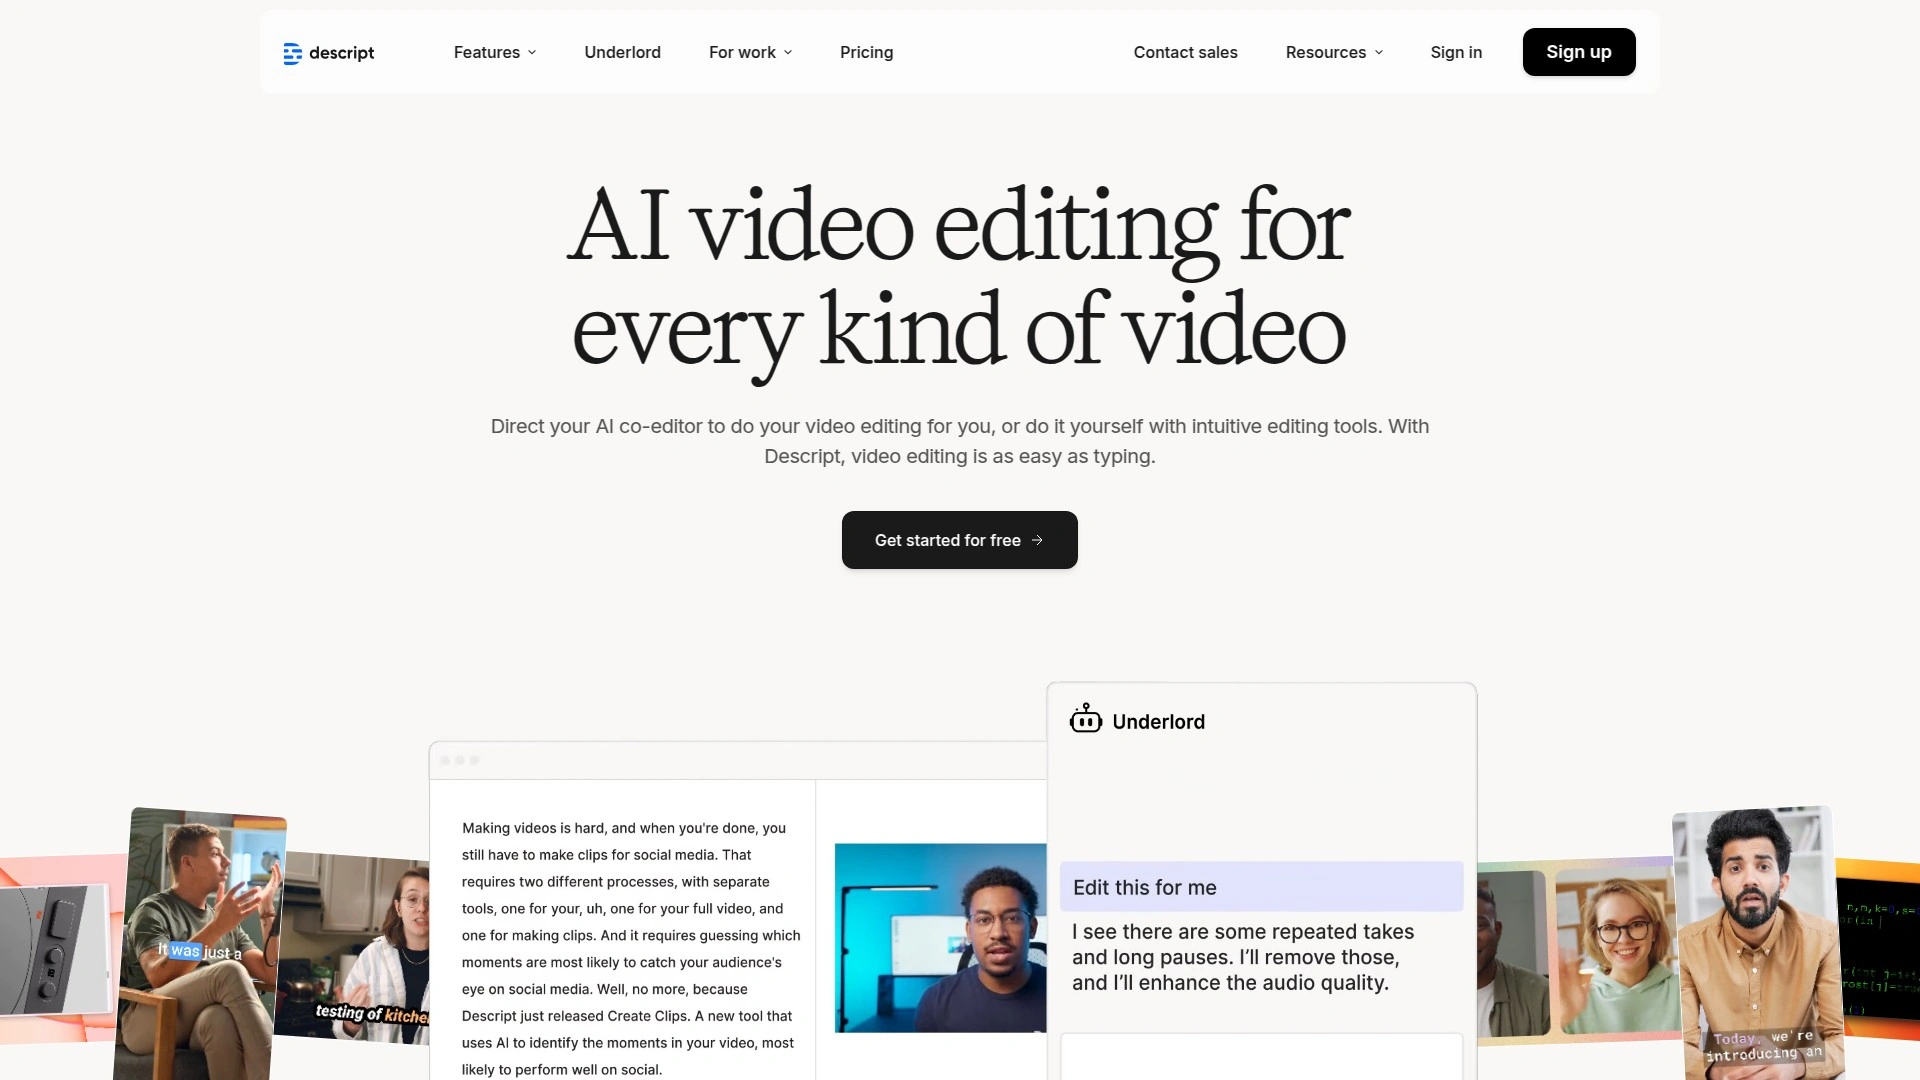 descript
Features
Underlord
For work
Pricing
Contact sales
Resources
Sign in
Sign up
AI video editing for
every kind of video
Direct your AI co-editor to do your video editing for you, or do it yourself with intuitive editing tools. With
Descript, video editing is as easy as typing.
Get started for free →
Making videos is hard, and when you're done, you
still have to make clips for social media. That
requires two different processes, with separate
tools, one for your, uh, one for your full video, and
one for making clips. And it requires guessing which
moments are most likely to catch your audience's
eye on social media. Well, no more, because
Descript just released Create Clips. A new tool that
uses AI to identify the moments in your video, most
likely to perform well on social.
Underlord
Edit this for me
I see there are some repeated takes
and long pauses. I’ll remove those,
and I’ll enhance the audio quality.
It was just a
testing of
Today, we're
introducing an